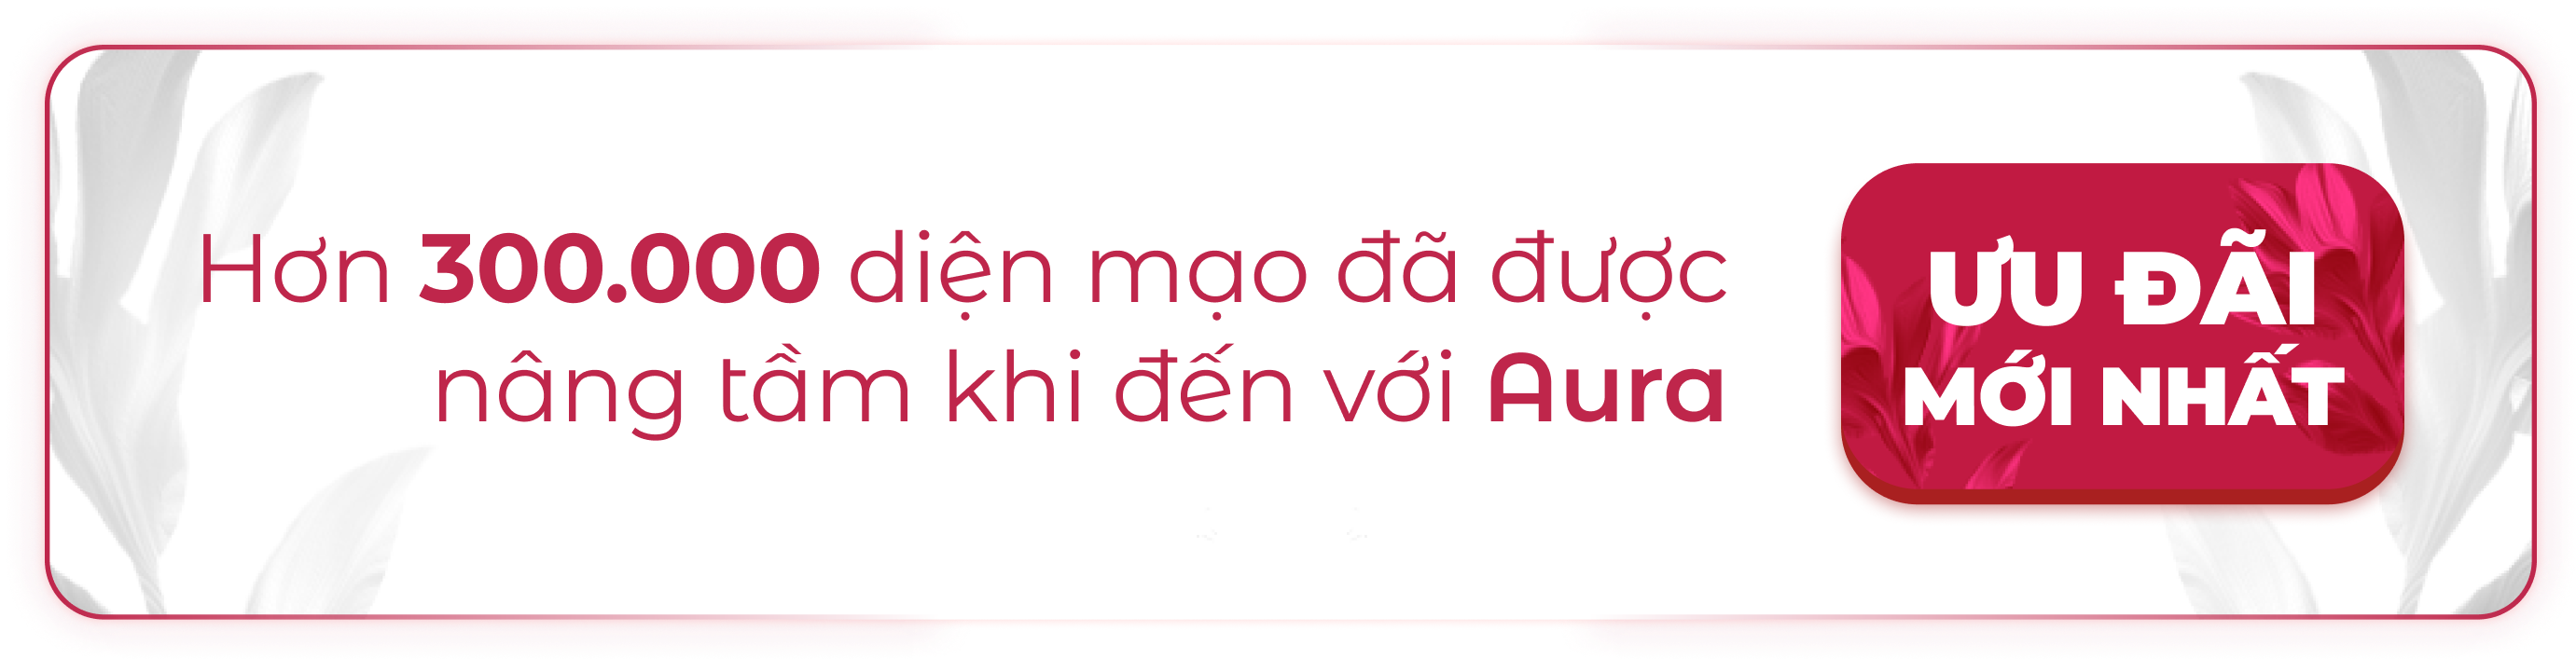 Hơn 300.000 diện mạo đã được
nâng tầm khi đến với Aura
ƯU ĐÃI
MỚI NHẤT